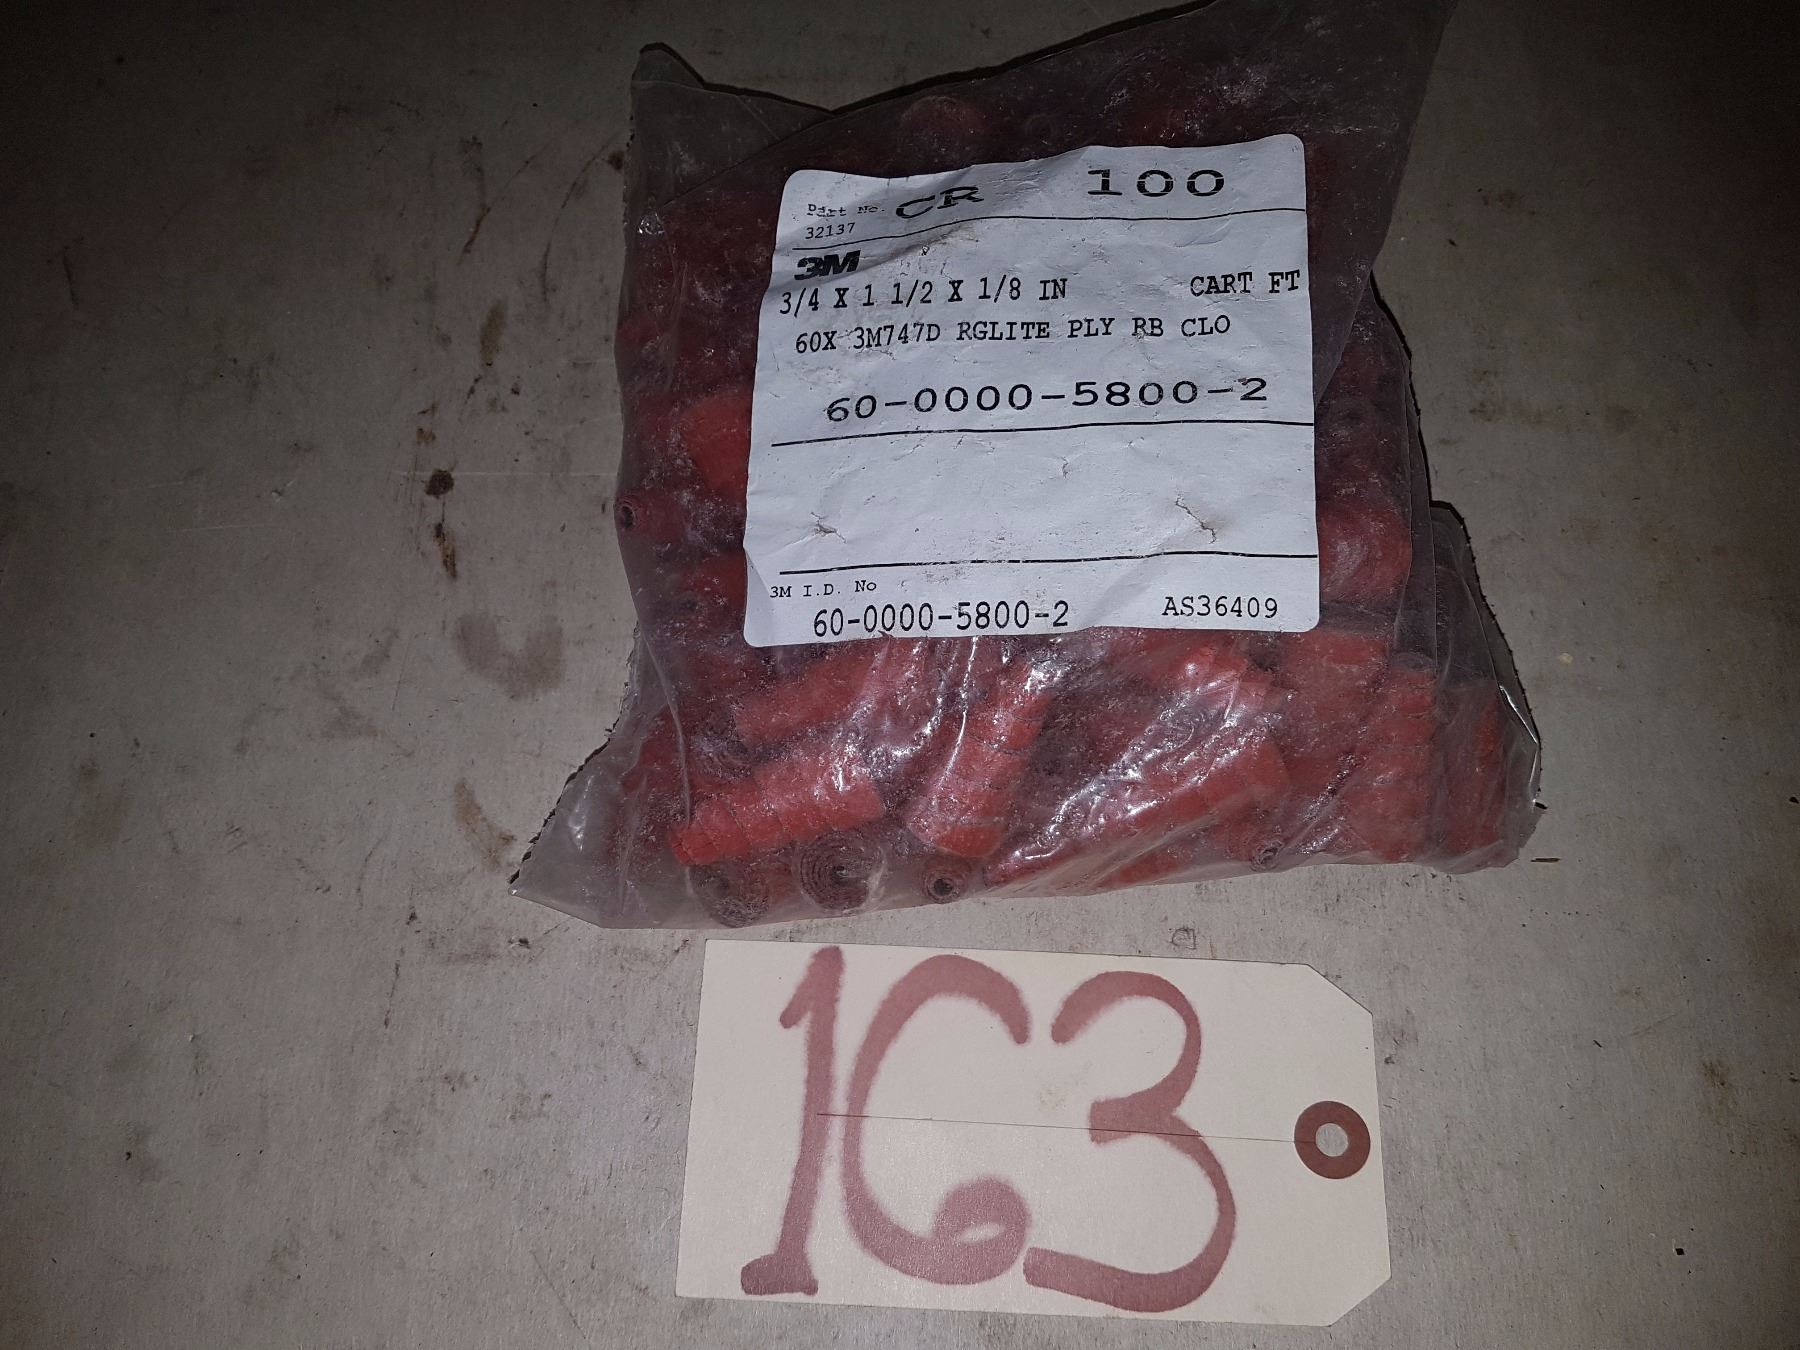 Part No. CR 100
32137
3M
3/4 X 1 1/2 X 1/8 IN CART FT
60X 3M747D RGLITE PLY RB CLO
60-0000-5800-2
3M I.D. No
60-0000-5800-2 AS36409
163